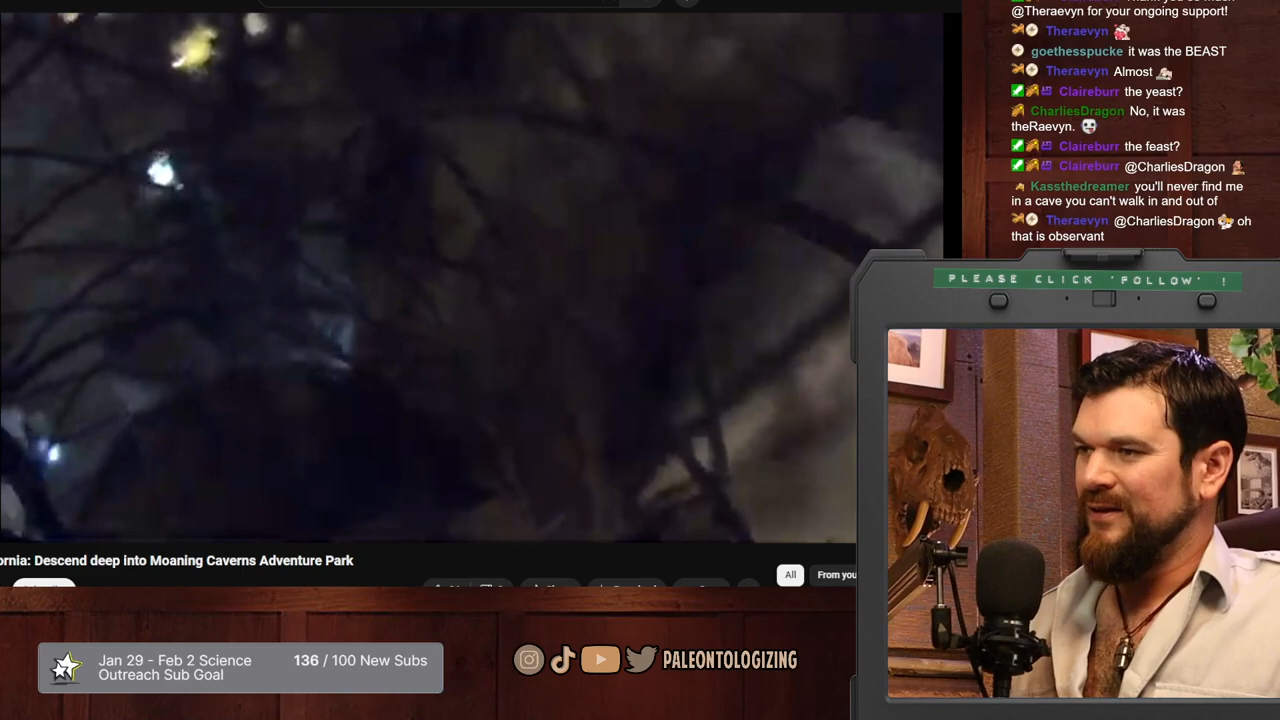 @Theraevyn for your ongoing support!
Theraevyn
goethesspucke it was the BEAST
Theraevyn Almost
Claireburr the yeast?
CharliesDragon No, it was
theRaevyn.
Claireburr the feast?
Claireburr @CharliesDragon
Kassthedreamer you'll never find me
in a cave you can't walk in and out of
Theraevyn @CharliesDragon oh
that is observant
PLEASE CLICK 'FOLLOW' !
ornia: Descend deep into Moaning Caverns Adventure Park
All From you
Jan 29 - Feb 2 Science
Outreach Sub Goal
136 / 100 New Subs
PALEONTOLOGIZING